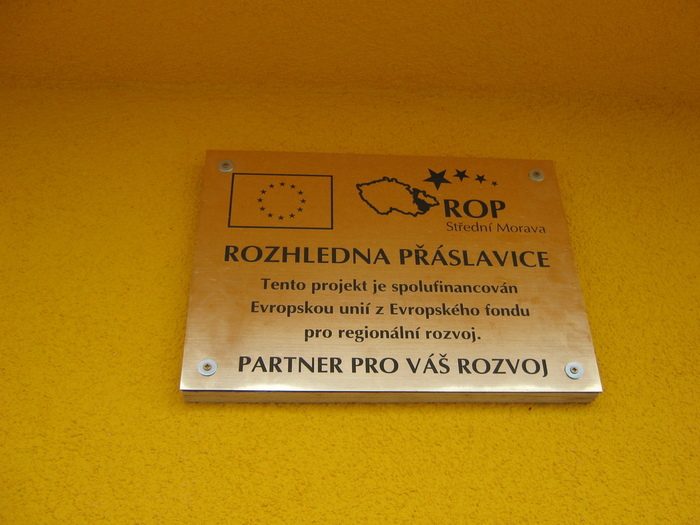 ROP
Střední Morava
ROZHLEDNA PŘÁSLAVICE
Tento projekt je spolufinancován
Evropskou unií z Evropského fondu
pro regionální rozvoj.
PARTNER PRO VÁŠ ROZVOJ